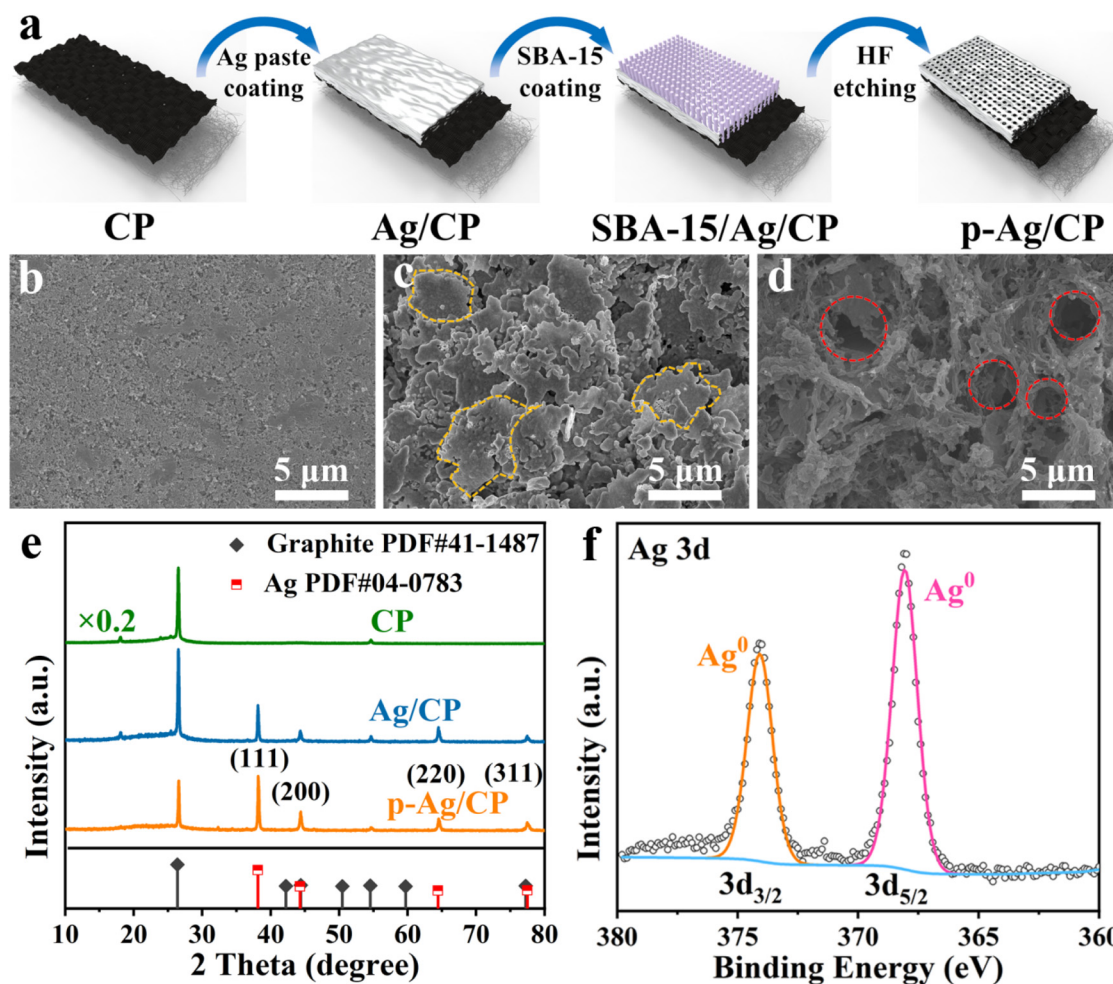 a
Ag paste
coating
SBA-15
coating
HF
etching
CP
Ag/CP
SBA-15/Ag/CP
p-Ag/CP
b
5 μm
c
5 μm
d
5 μm
e
Graphite PDF#41-1487
Ag PDF#04-0783
×0.2
CP
Ag/CP
(111)
(200)
(220)
(311)
p-Ag/CP
Intensity (a.u.)
10 20 30 40 50 60 70 80
2 Theta (degree)
f
Ag 3d
Ag⁰
Ag⁰
3d₃/₂
3d₅/₂
Intensity (a.u.)
380 375 370 365 360
Binding Energy (eV)